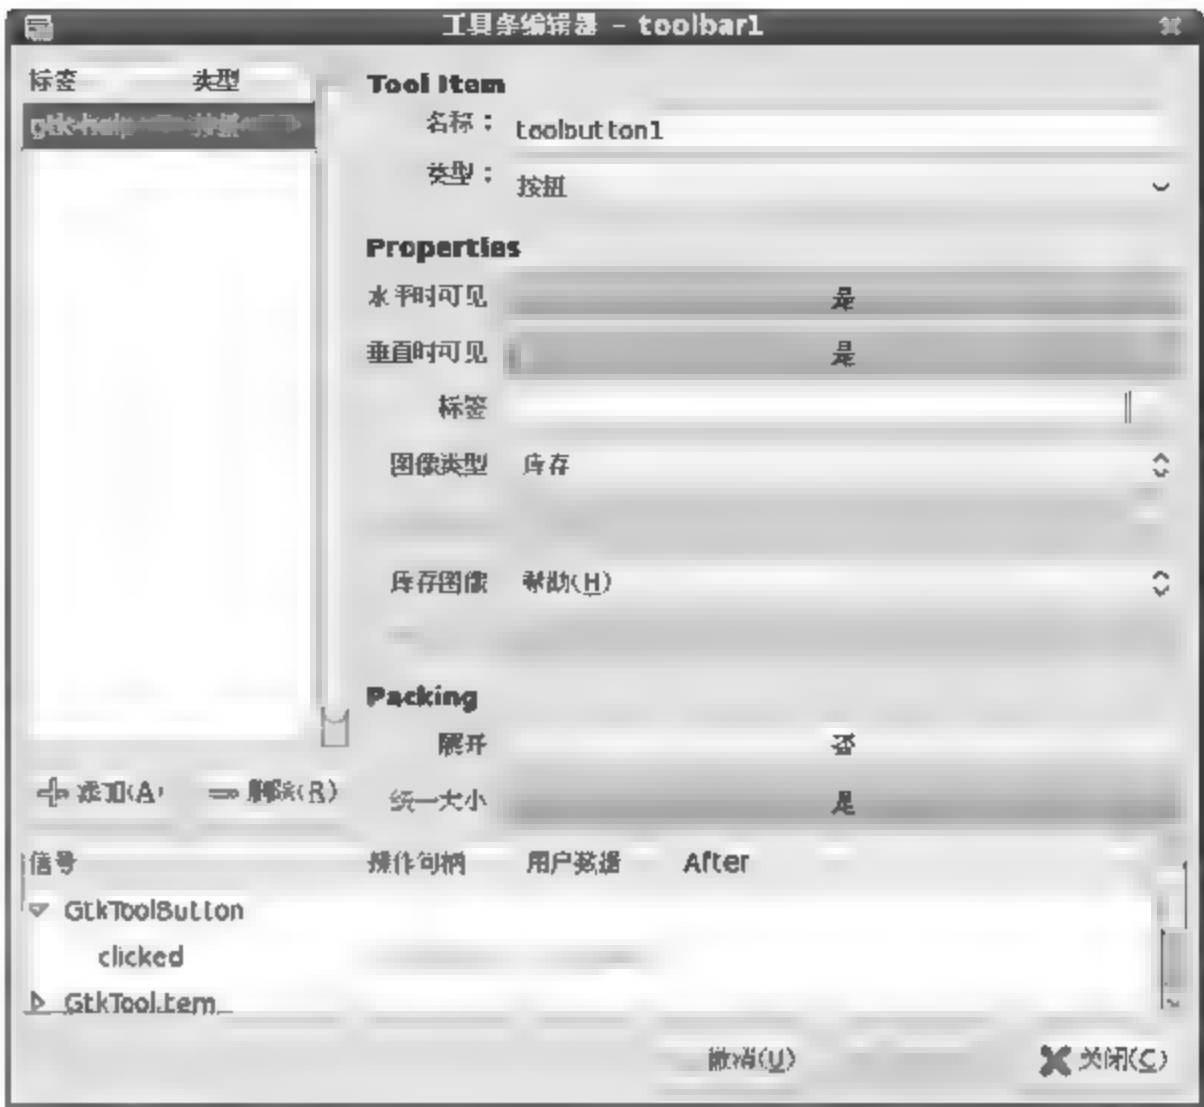 工具条编辑器 - toolbar1
标签 类型
gtk-help 按钮
Tool Item
名称： toolbutton1
类型： 按钮
Properties
水平时可见 是
垂直时可见 是
标签
图像类型 库存
库存图像 帮助(H)
Packing
展开 否
统一大小 是
添加(A) 删除(R)
信号 操作句柄 用户数据 After
GtkToolButton
clicked
GtkToolItem
撤消(U) 关闭(C)